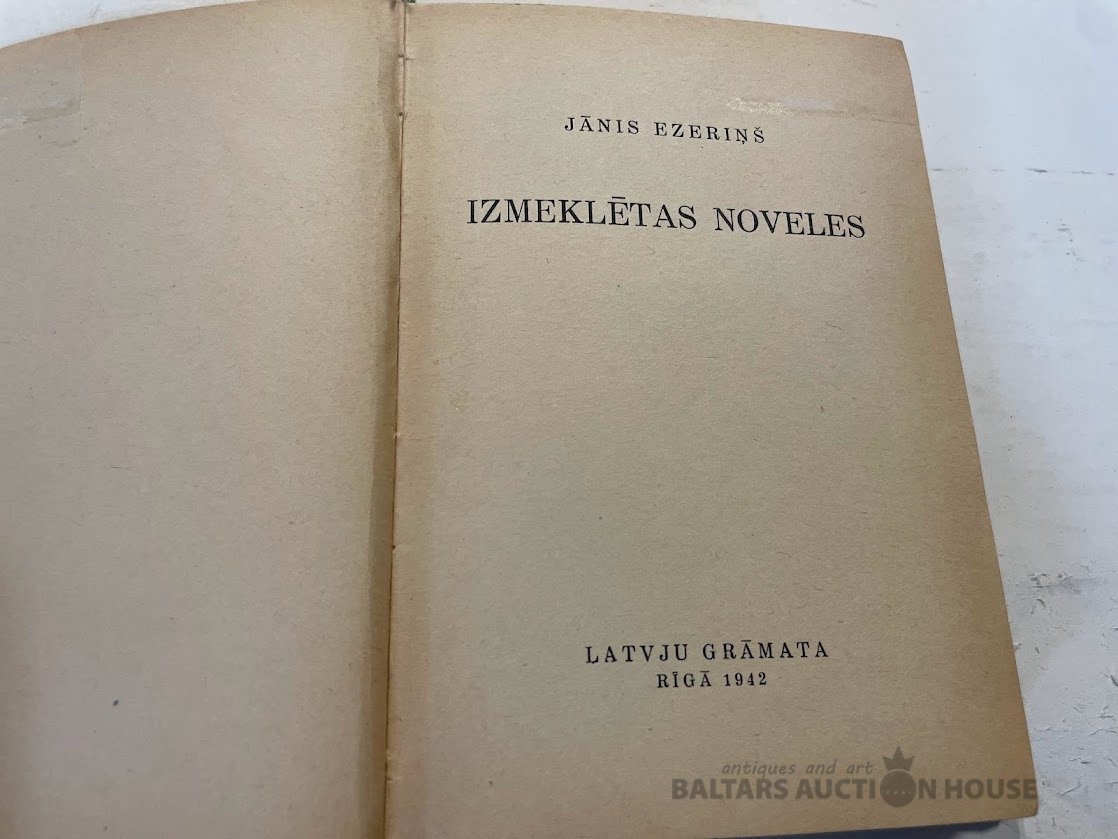 JĀNIS EZERIŅŠ
IZMEKLĒTAS NOVELES
LATVJU GRĀMATA
RĪGĀ 1942
antiques and art
BALTARS AUCTION HOUSE